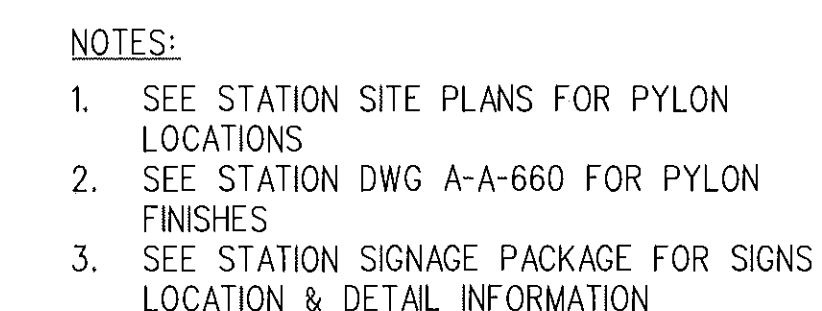 NOTES:
1. SEE STATION SITE PLANS FOR PYLON
LOCATIONS
2. SEE STATION DWG A-A-660 FOR PYLON
FINISHES
3. SEE STATION SIGNAGE PACKAGE FOR SIGNS
LOCATION & DETAIL INFORMATION